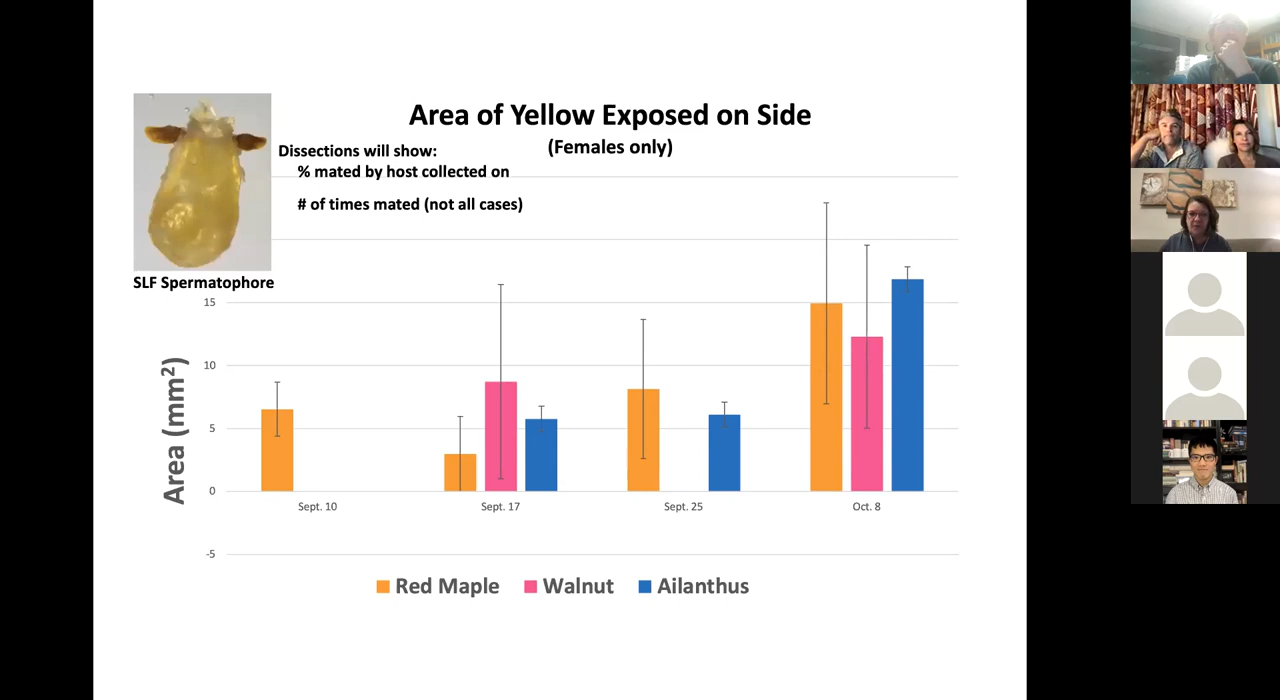 Area of Yellow Exposed on Side
(Females only)
Dissections will show:
% mated by host collected on
# of times mated (not all cases)
SLF Spermatophore
Area (mm²)
15
10
5
0
-5
Sept. 10
Sept. 17
Sept. 25
Oct. 8
Red Maple
Walnut
Ailanthus